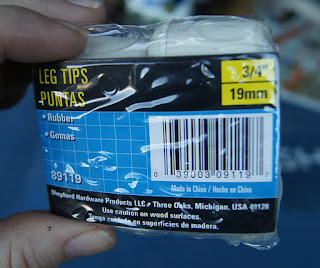 LEG TIPS
PUNTAS
• Rubber
• Gomas
3/4"
19mm
89119
0 39003 09119 7
Made in China / Hecho en China
Shepherd Hardware Products LLC • Three Oaks, Michigan, USA 49128
Use caution on wood surfaces.
Tenga cuidado en superficies de madera.